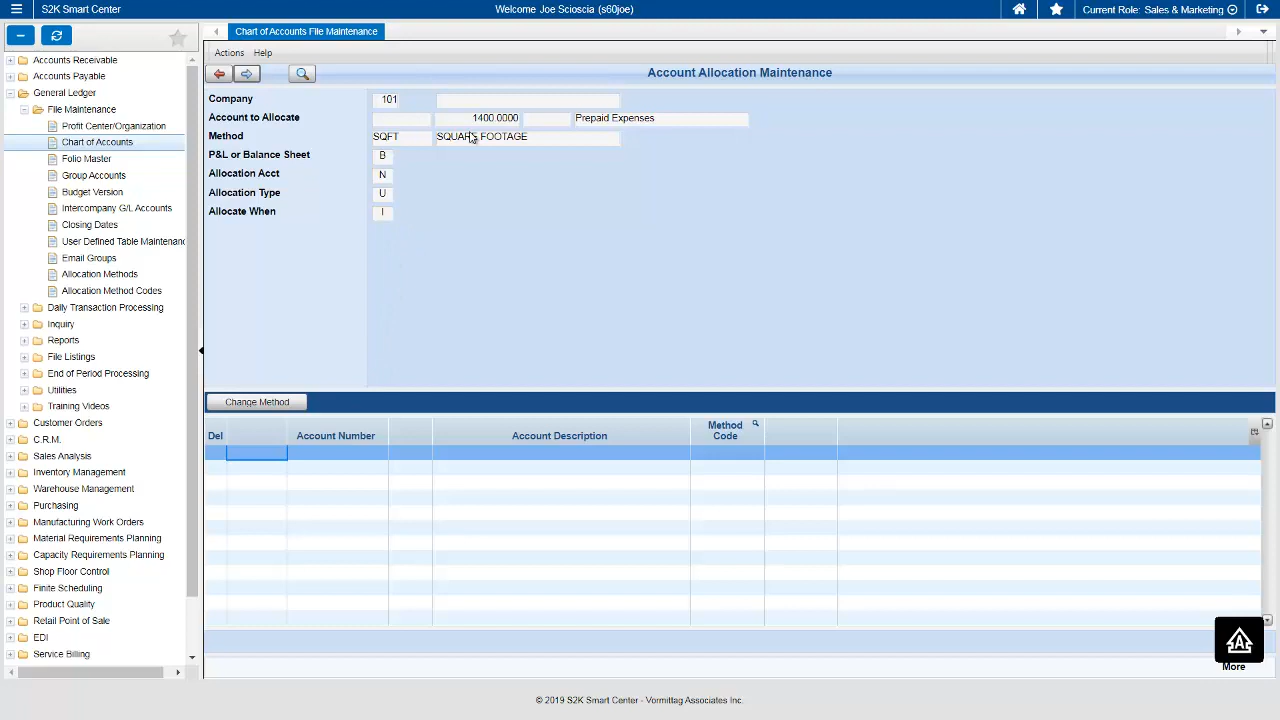 S2K Smart Center
Welcome Joe Scioscia (s60joe)
Current Role: Sales & Marketing
Chart of Accounts File Maintenance
Actions Help
Account Allocation Maintenance
Accounts Receivable
Accounts Payable
General Ledger
File Maintenance
Profit Center/Organization
Chart of Accounts
Folio Master
Group Accounts
Budget Version
Intercompany G/L Accounts
Closing Dates
User Defined Table Maintenanc
Email Groups
Allocation Methods
Allocation Method Codes
Daily Transaction Processing
Inquiry
Reports
File Listings
End of Period Processing
Utilities
Training Videos
Customer Orders
C.R.M.
Sales Analysis
Inventory Management
Warehouse Management
Purchasing
Manufacturing Work Orders
Material Requirements Planning
Capacity Requirements Planning
Shop Floor Control
Finite Scheduling
Product Quality
Retail Point of Sale
EDI
Service Billing
Company 101
Account to Allocate 1400.0000 Prepaid Expenses
Method SQFT SQUARE FOOTAGE
P&L or Balance Sheet B
Allocation Acct N
Allocation Type U
Allocate When I
Change Method
Del Account Number Account Description Method Code
A
More
© 2019 S2K Smart Center - Vormittag Associates Inc.